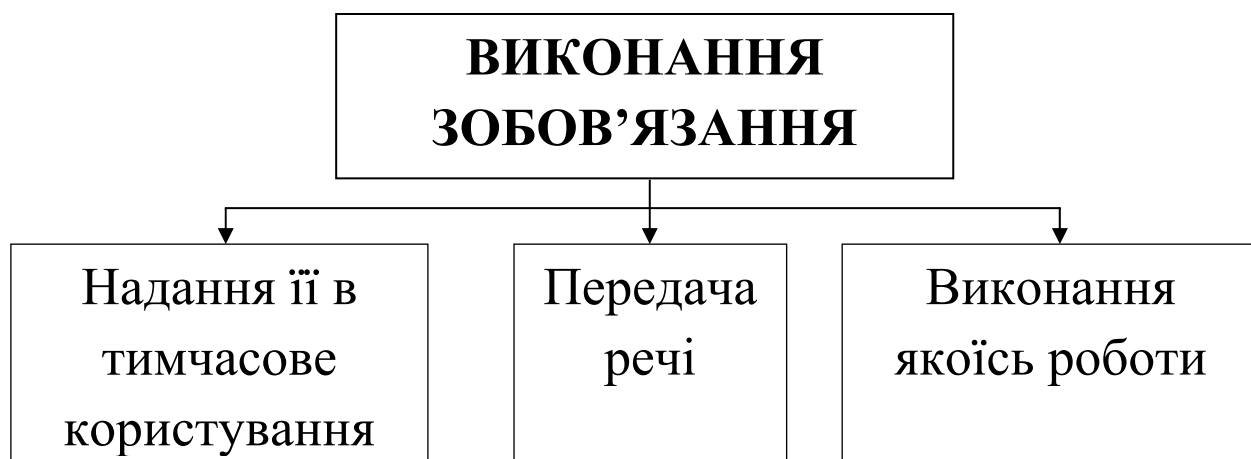 ВИКОНАННЯ
ЗОБОВ’ЯЗАННЯ
Надання її в
тимчасове
користування
Передача
речі
Виконання
якоїсь роботи